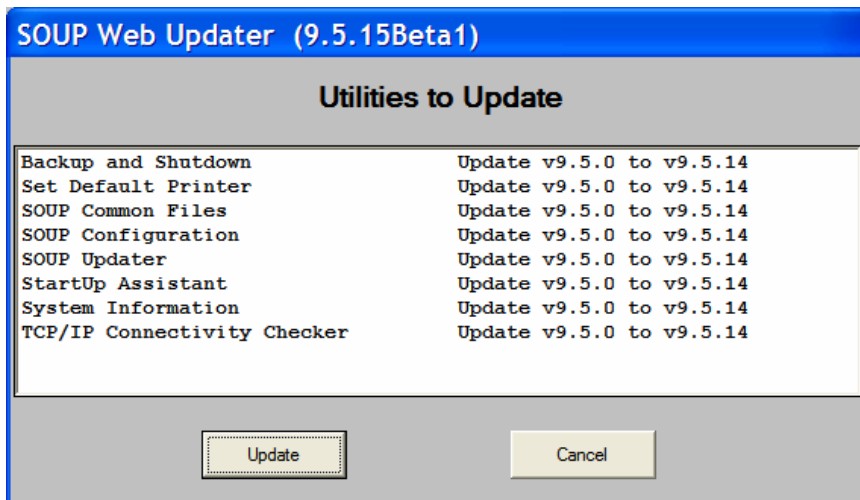 SOUP Web Updater (9.5.15Beta1)
Utilities to Update
Backup and Shutdown Update v9.5.0 to v9.5.14
Set Default Printer Update v9.5.0 to v9.5.14
SOUP Common Files Update v9.5.0 to v9.5.14
SOUP Configuration Update v9.5.0 to v9.5.14
SOUP Updater Update v9.5.0 to v9.5.14
StartUp Assistant Update v9.5.0 to v9.5.14
System Information Update v9.5.0 to v9.5.14
TCP/IP Connectivity Checker Update v9.5.0 to v9.5.14
Update Cancel